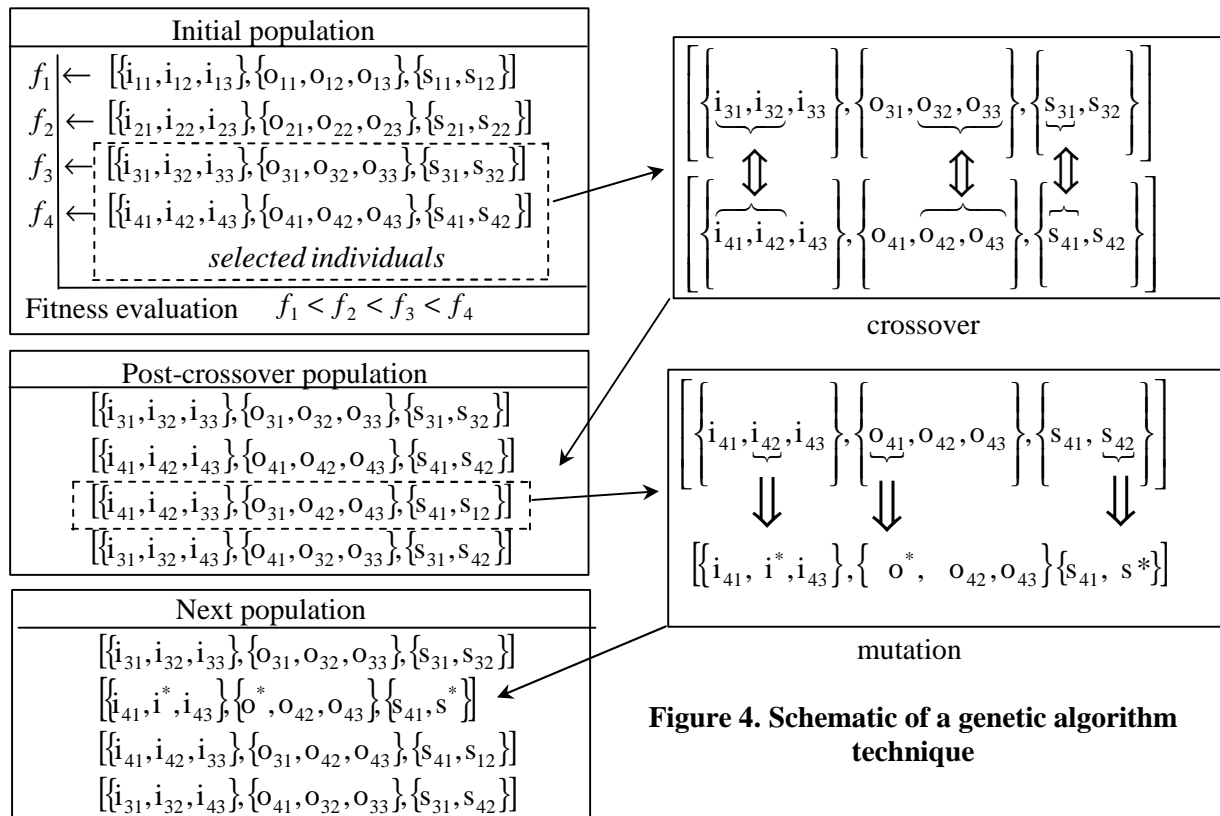 Initial population
f₁ ← [{i₁₁,i₁₂,i₁₃},{o₁₁,o₁₂,o₁₃},{s₁₁,s₁₂}]
f₂ ← [{i₂₁,i₂₂,i₂₃},{o₂₁,o₂₂,o₂₃},{s₂₁,s₂₂}]
f₃ ← [{i₃₁,i₃₂,i₃₃},{o₃₁,o₃₂,o₃₃},{s₃₁,s₃₂}]
f₄ ← [{i₄₁,i₄₂,i₄₃},{o₄₁,o₄₂,o₄₃},{s₄₁,s₄₂}]
selected individuals
Fitness evaluation f₁ < f₂ < f₃ < f₄
[{i₃₁,i₃₂,i₃₃},{o₃₁,o₃₂,o₃₃},{s₃₁,s₃₂}]
[{i₄₁,i₄₂,i₄₃},{o₄₁,o₄₂,o₄₃},{s₄₁,s₄₂}]
crossover
Post-crossover population
[{i₃₁,i₃₂,i₃₃},{o₃₁,o₃₂,o₃₃},{s₃₁,s₃₂}]
[{i₄₁,i₄₂,i₄₃},{o₄₁,o₄₂,o₄₃},{s₄₁,s₄₂}]
[{i₄₁,i₄₂,i₃₃},{o₃₁,o₄₂,o₄₃},{s₄₁,s₁₂}]
[{i₃₁,i₃₂,i₄₃},{o₄₁,o₃₂,o₃₃},{s₃₁,s₄₂}]
[{i₄₁,i₄₂,i₄₃},{o₄₁,o₄₂,o₄₃},{s₄₁, s₄₂}]
[{i₄₁, i*,i₄₃},{ o*, o₄₂,o₄₃}{s₄₁, s*}]
mutation
Next population
[{i₃₁,i₃₂,i₃₃},{o₃₁,o₃₂,o₃₃},{s₃₁,s₃₂}]
[{i₄₁,i*,i₄₃},{o*,o₄₂,o₄₃},{s₄₁,s*}]
[{i₄₁,i₄₂,i₃₃},{o₃₁,o₄₂,o₄₃},{s₄₁,s₁₂}]
[{i₃₁,i₃₂,i₄₃},{o₄₁,o₃₂,o₃₃},{s₃₁,s₄₂}]
Figure 4. Schematic of a genetic algorithm
technique